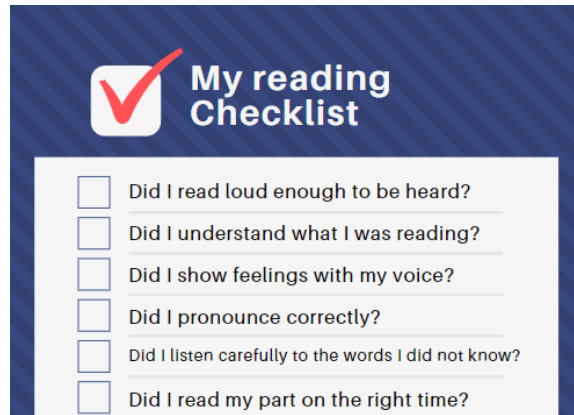 My reading
Checklist
Did I read loud enough to be heard?
Did I understand what I was reading?
Did I show feelings with my voice?
Did I pronounce correctly?
Did I listen carefully to the words I did not know?
Did I read my part on the right time?